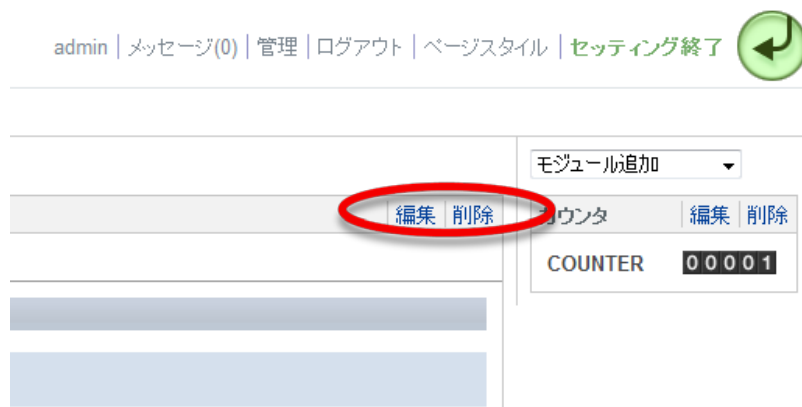 admin | メッセージ(0) | 管理 | ログアウト | ページスタイル | セッティング終了
モジュール追加
編集 | 削除
カウンタ | 編集 | 削除
COUNTER 00001